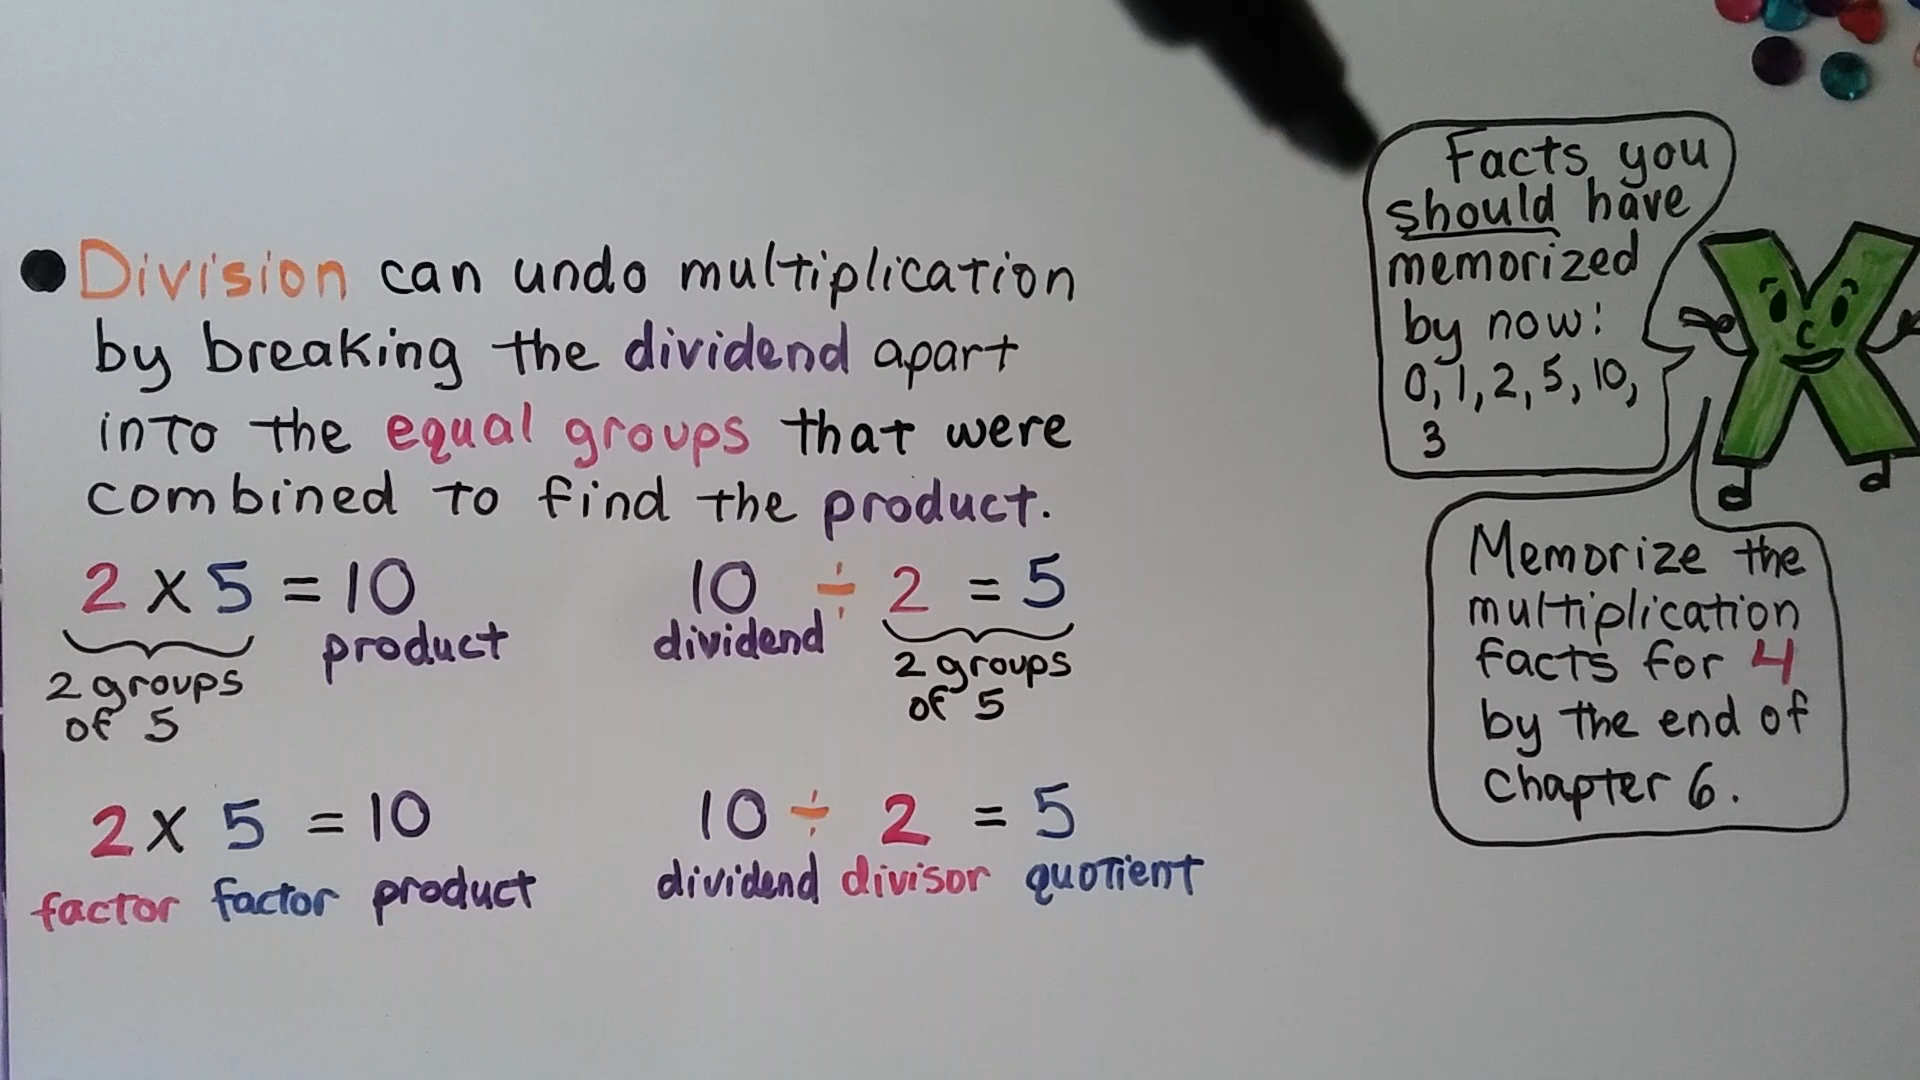 Division can undo multiplication
by breaking the dividend apart
into the equal groups that were
combined to find the product.
2 x 5 = 10
product
2 groups
of 5
10 ÷ 2 = 5
dividend
2 groups
of 5
2 x 5 = 10
factor factor product
10 ÷ 2 = 5
dividend divisor quotient
Facts you
should have
memorized
by now:
0, 1, 2, 5, 10,
3
Memorize the
multiplication
facts for 4
by the end of
Chapter 6.